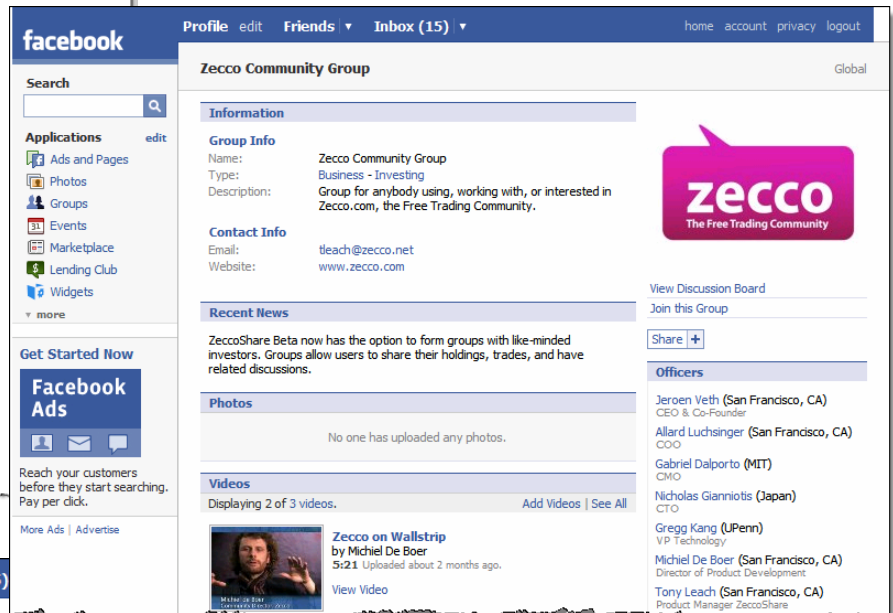 facebook
Profile edit Friends ▼ Inbox (15) ▼
home account privacy logout
Search
Applications edit
Ads and Pages
Photos
Groups
31 Events
Marketplace
$ Lending Club
Widgets
▼ more
Get Started Now
Facebook
Ads
Reach your customers
before they start searching.
Pay per click.
More Ads | Advertise
Zecco Community Group
Global
Information
Group Info
Name: Zecco Community Group
Type: Business - Investing
Description: Group for anybody using, working with, or interested in
Zecco.com, the Free Trading Community.
Contact Info
Email: tleach@zecco.net
Website: www.zecco.com
Recent News
ZeccoShare Beta now has the option to form groups with like-minded
investors. Groups allow users to share their holdings, trades, and have
related discussions.
Photos
No one has uploaded any photos.
Videos
Displaying 2 of 3 videos. Add Videos | See All
Zecco on Wallstrip
by Michiel De Boer
5:21 Uploaded about 2 months ago.
View Video
Michiel De Boer
zecco
The Free Trading Community
View Discussion Board
Join this Group
Share +
Officers
Jeroen Veth (San Francisco, CA)
CEO & Co-Founder
Allard Luchsinger (San Francisco, CA)
COO
Gabriel Dalporto (MIT)
CMO
Nicholas Gianniotis (Japan)
CTO
Gregg Kang (UPenn)
VP Technology
Michiel De Boer (San Francisco, CA)
Director of Product Development
Tony Leach (San Francisco, CA)
Product Manager ZeccoShare